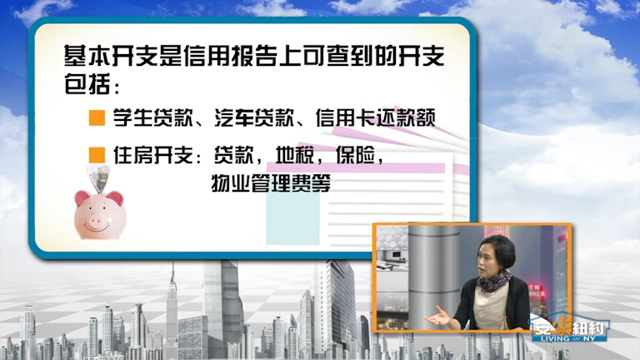 基本开支是信用报告上可查到的开支
包括：
学生贷款、汽车贷款、信用卡还款额
住房开支：贷款，地税，保险，
物业管理费等
安家纽约
LIVING IN NY